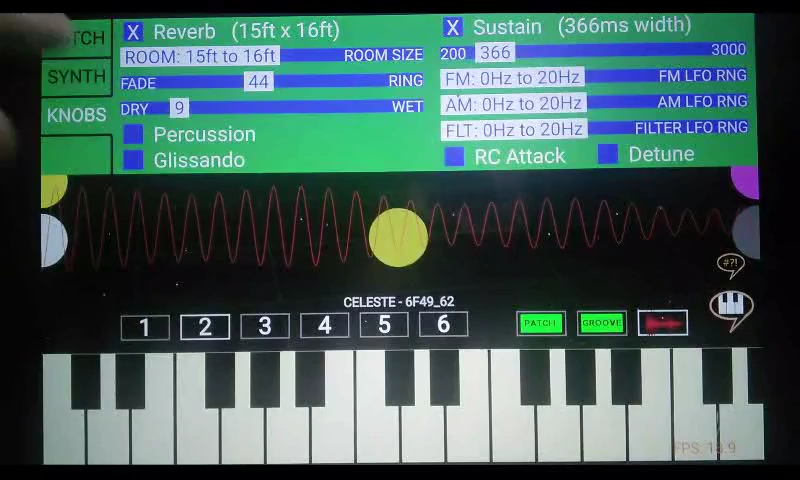 X Reverb (15ft x 16ft)
ROOM: 15ft to 16ft ROOM SIZE
FADE 44 RING
DRY 9 WET
Percussion
Glissando
X Sustain (366ms width)
200 366 3000
FM: 0Hz to 20Hz FM LFO RNG
AM: 0Hz to 20Hz AM LFO RNG
FLT: 0Hz to 20Hz FILTER LFO RNG
RC Attack Detune
SYNTH
KNOBS
#?!
CELESTE - 6F49_62
1 2 3 4 5 6
PATCH GROOVE